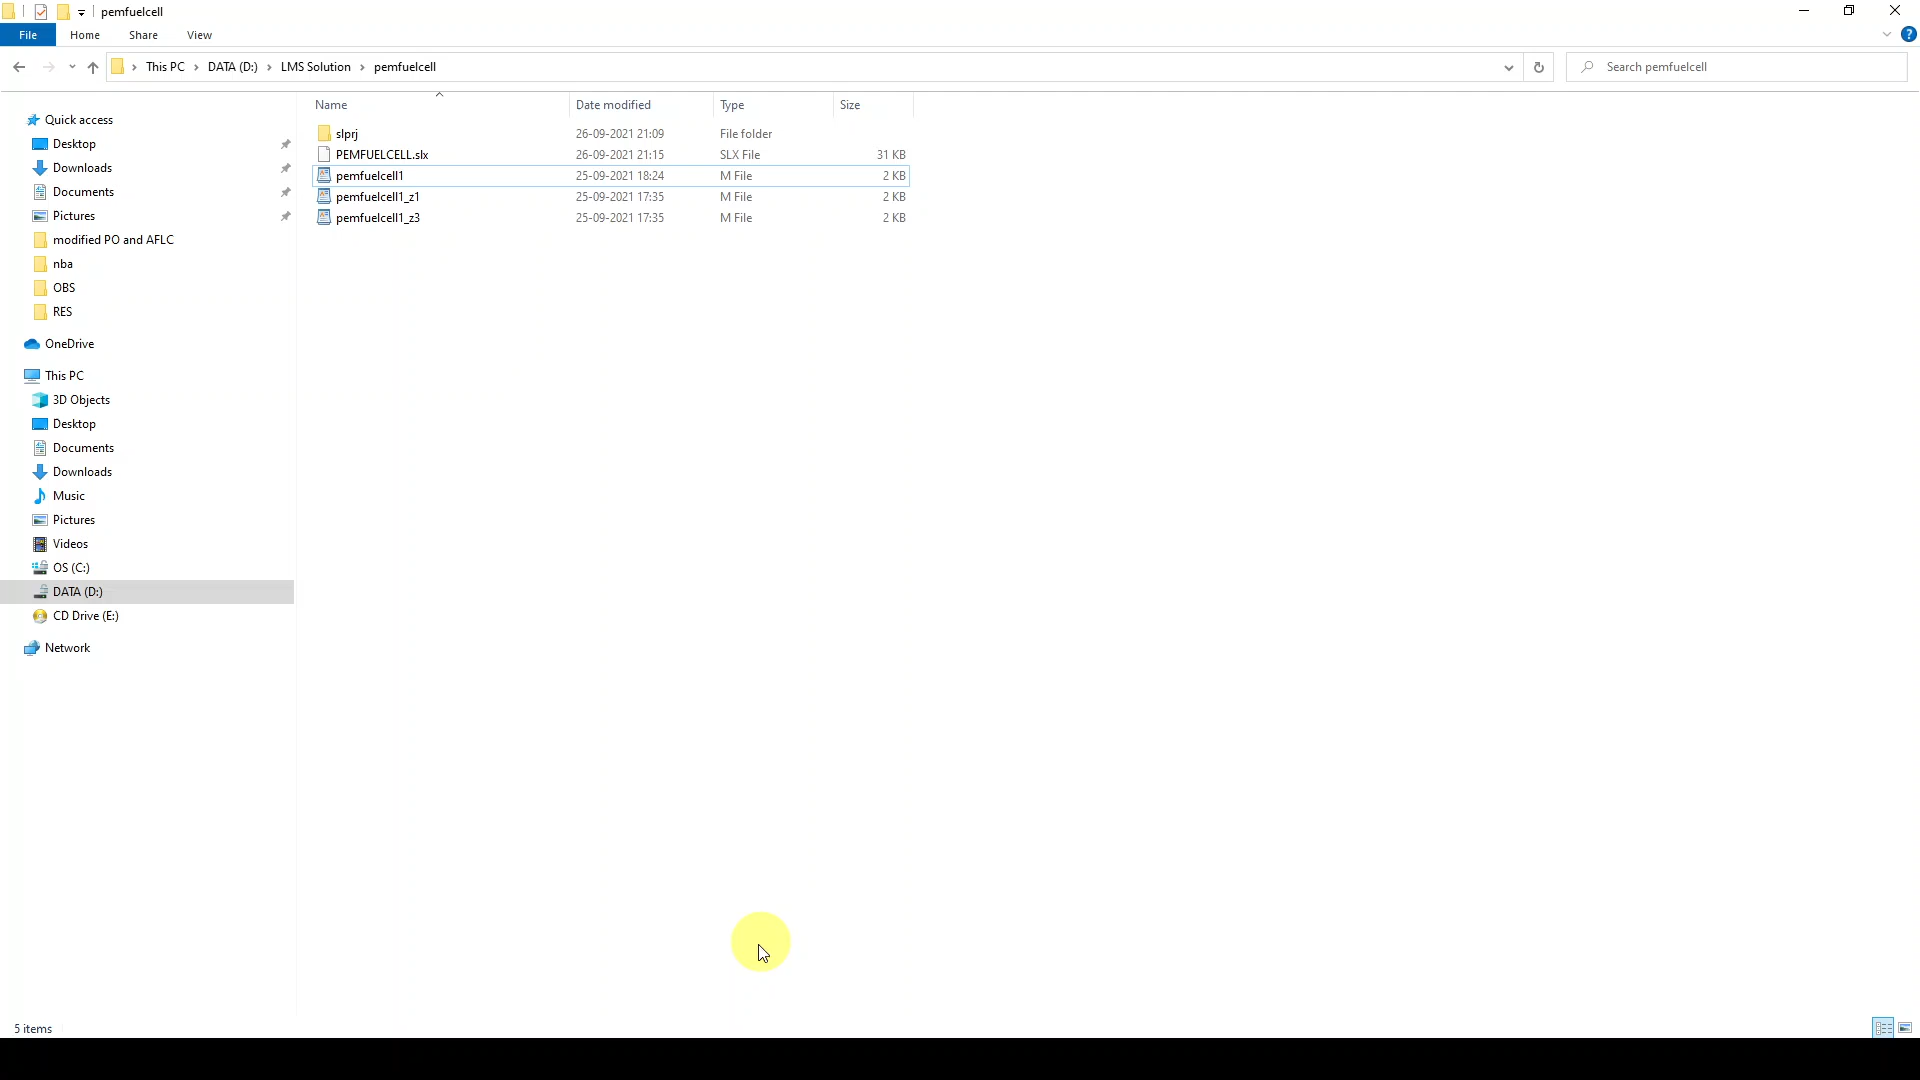 pemfuelcell
File Home Share View
This PC DATA (D:) LMS Solution pemfuelcell Search pemfuelcell
Name Date modified Type Size
slprj 26-09-2021 21:09 File folder
PEMFUELCELL.slx 26-09-2021 21:15 SLX File 31 KB
pemfuelcell1 25-09-2021 18:24 M File 2 KB
pemfuelcell1_z1 25-09-2021 17:35 M File 2 KB
pemfuelcell1_z3 25-09-2021 17:35 M File 2 KB
Quick access
Desktop
Downloads
Documents
Pictures
modified PO and AFLC
nba
OBS
RES
OneDrive
This PC
3D Objects
Desktop
Documents
Downloads
Music
Pictures
Videos
OS (C:)
DATA (D:)
CD Drive (E:)
Network
5 items